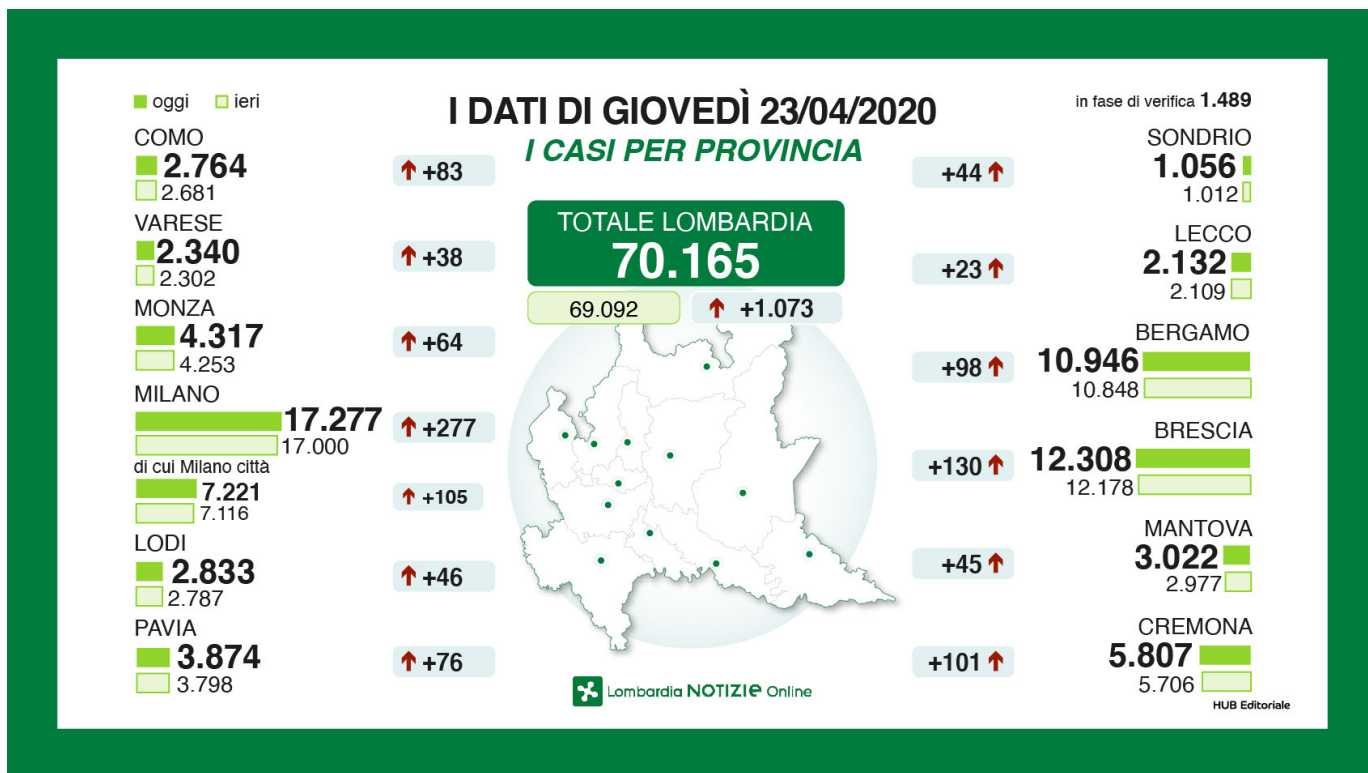 oggi ieri
I DATI DI GIOVEDÌ 23/04/2020
I CASI PER PROVINCIA
in fase di verifica 1.489
COMO
2.764
2.681
+83
VARESE
2.340
2.302
+38
MONZA
4.317
4.253
+64
MILANO
17.277
17.000
+277
di cui Milano città
7.221
7.116
+105
LODI
2.833
2.787
+46
PAVIA
3.874
3.798
+76
TOTALE LOMBARDIA
70.165
69.092
+1.073
SONDRIO
+44
1.056
1.012
LECCO
+23
2.132
2.109
BERGAMO
+98
10.946
10.848
BRESCIA
+130
12.308
12.178
MANTOVA
+45
3.022
2.977
CREMONA
+101
5.807
5.706
Lombardia NOTIZIE Online
HUB Editoriale